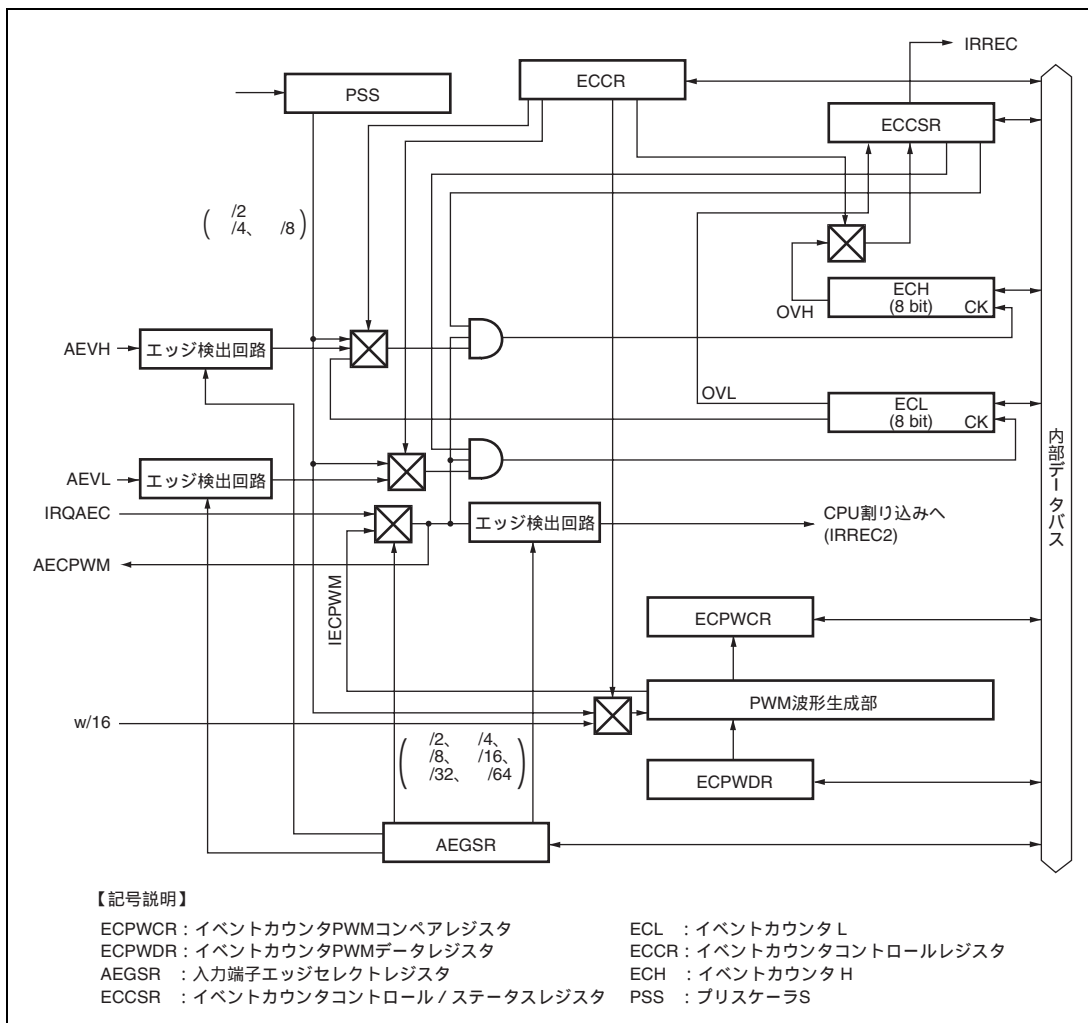 IRREC
PSS
ECCR
ECCSR
( /2
/4、 /8 )
OVH
ECH
(8 bit)
CK
AEVH
エッジ検出回路
OVL
ECL
(8 bit)
CK
AEVL
エッジ検出回路
IRQAEC
エッジ検出回路
CPU割り込みへ
(IRREC2)
AECPWM
IECPWM
内部データバス
ECPWCR
PWM波形生成部
w/16
( /2、 /4、
/8、 /16、
/32、 /64 )
ECPWDR
AEGSR
【記号説明】
ECPWCR : イベントカウンタPWMコンペアレジスタ
ECPWDR : イベントカウンタPWMデータレジスタ
AEGSR : 入力端子エッジセレクトレジスタ
ECCSR : イベントカウンタコントロール / ステータスレジスタ
ECL : イベントカウンタ L
ECCR : イベントカウンタコントロールレジスタ
ECH : イベントカウンタ H
PSS : プリスケーラS